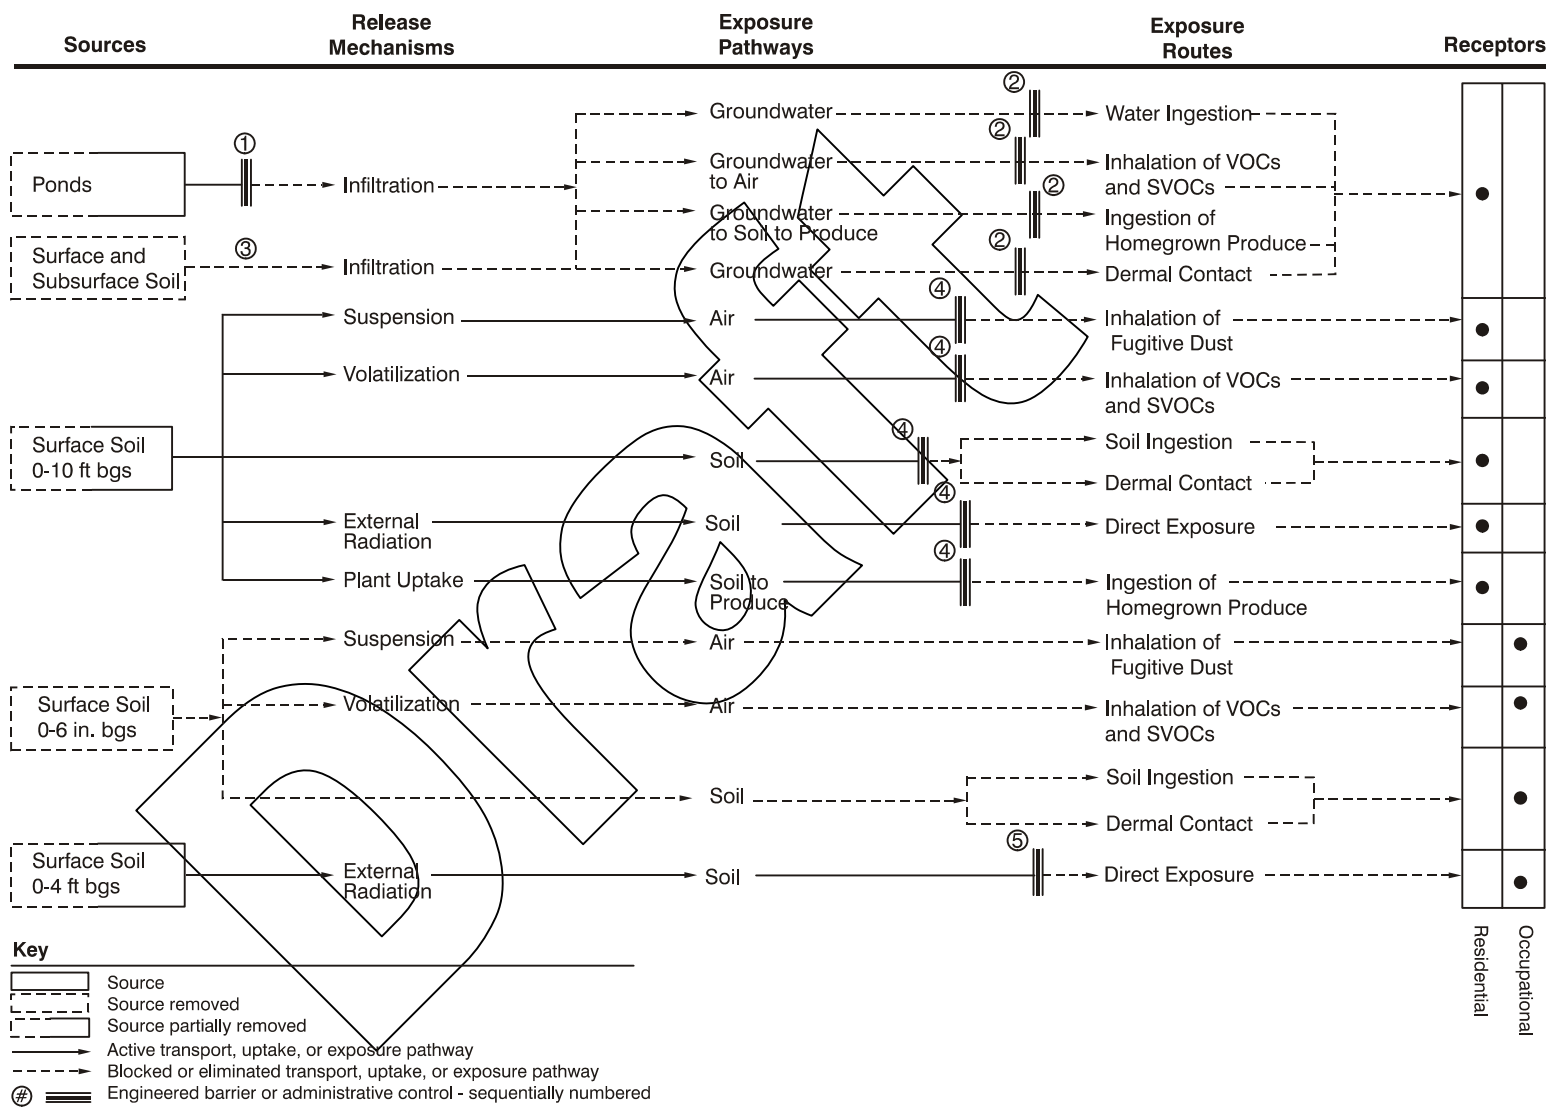 Sources
Release
Mechanisms
Exposure
Pathways
Exposure
Routes
Receptors
Ponds
1
Infiltration
Groundwater
2
Water Ingestion
Groundwater
to Air
2
Inhalation of VOCs
and SVOCs
Groundwater
to Soil to Produce
2
Ingestion of
Homegrown Produce
Surface and
Subsurface Soil
3
Infiltration
Groundwater
2
Dermal Contact
Suspension
Air
4
Inhalation of
Fugitive Dust
Volatilization
Air
4
Inhalation of VOCs
and SVOCs
Surface Soil
0-10 ft bgs
Soil
4
Soil Ingestion
Dermal Contact
External
Radiation
Soil
4
Direct Exposure
Plant Uptake
Soil to
Produce
4
Ingestion of
Homegrown Produce
Surface Soil
0-6 in. bgs
Suspension
Air
Inhalation of
Fugitive Dust
Volatilization
Air
Inhalation of VOCs
and SVOCs
Soil
Soil Ingestion
Dermal Contact
Surface Soil
0-4 ft bgs
External
Radiation
Soil
5
Direct Exposure
Residential
Occupational
Draft
Key
Source
Source removed
Source partially removed
Active transport, uptake, or exposure pathway
Blocked or eliminated transport, uptake, or exposure pathway
# Engineered barrier or administrative control - sequentially numbered